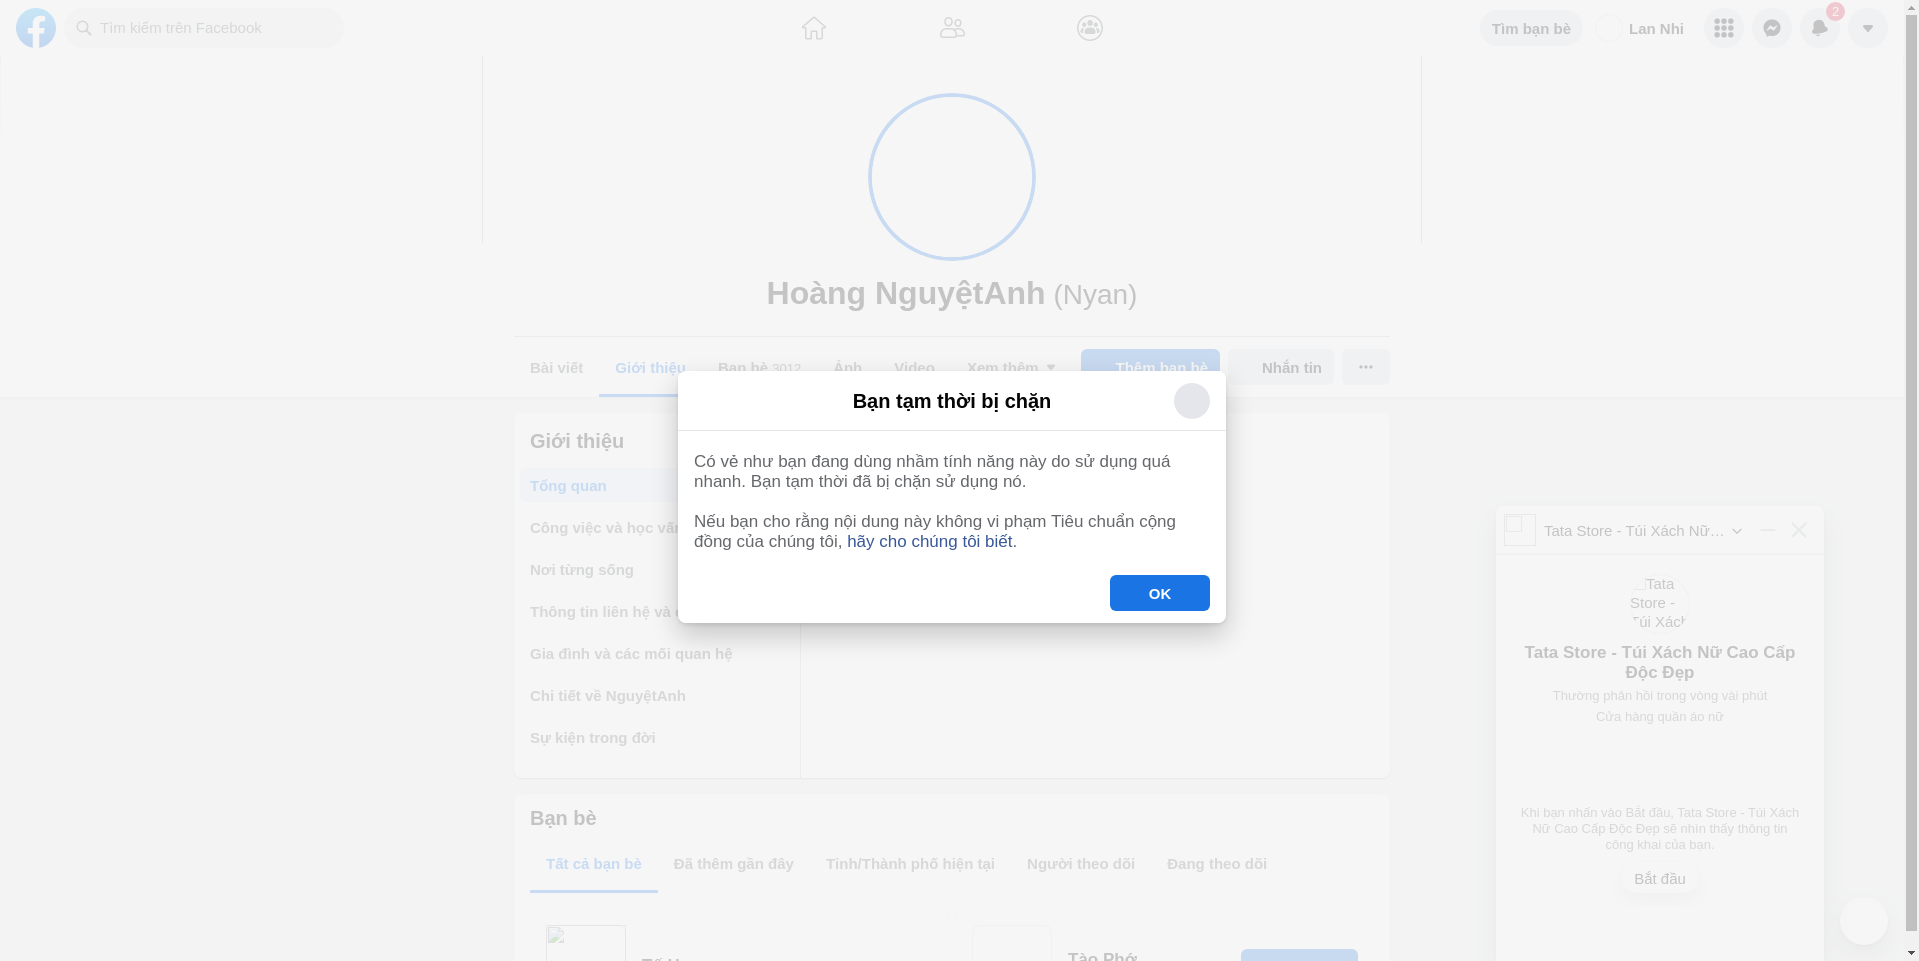 Tìm kiếm trên Facebook
Tìm bạn bè
Lan Nhi
2
Hoàng NguyệtAnh (Nyan)
Bài viết
Giới thiệu
Bạn bè 3012
Ảnh
Video
Xem thêm
Thêm bạn bè
Nhắn tin
Bạn tạm thời bị chặn
Có vẻ như bạn đang dùng nhầm tính năng này do sử dụng quá
nhanh. Bạn tạm thời đã bị chặn sử dụng nó.
Nếu bạn cho rằng nội dung này không vi phạm Tiêu chuẩn cộng
đồng của chúng tôi, hãy cho chúng tôi biết.
OK
Giới thiệu
Tổng quan
Công việc và học vấn
Nơi từng sống
Thông tin liên hệ và
Gia đình và các mối quan hệ
Chi tiết về NguyệtAnh
Sự kiện trong đời
Bạn bè
Tất cả bạn bè
Đã thêm gần đây
Tỉnh/Thành phố hiện tại
Người theo dõi
Đang theo dõi
Tào Phớ
Tata Store - Túi Xách Nữ…
Tata
Store -
Túi Xách
Tata Store - Túi Xách Nữ Cao Cấp
Độc Đẹp
Thường phản hồi trong vòng vài phút
Cửa hàng quần áo nữ
Khi bạn nhấn vào Bắt đầu, Tata Store - Túi Xách
Nữ Cao Cấp Độc Đẹp sẽ nhìn thấy thông tin
công khai của bạn.
Bắt đầu